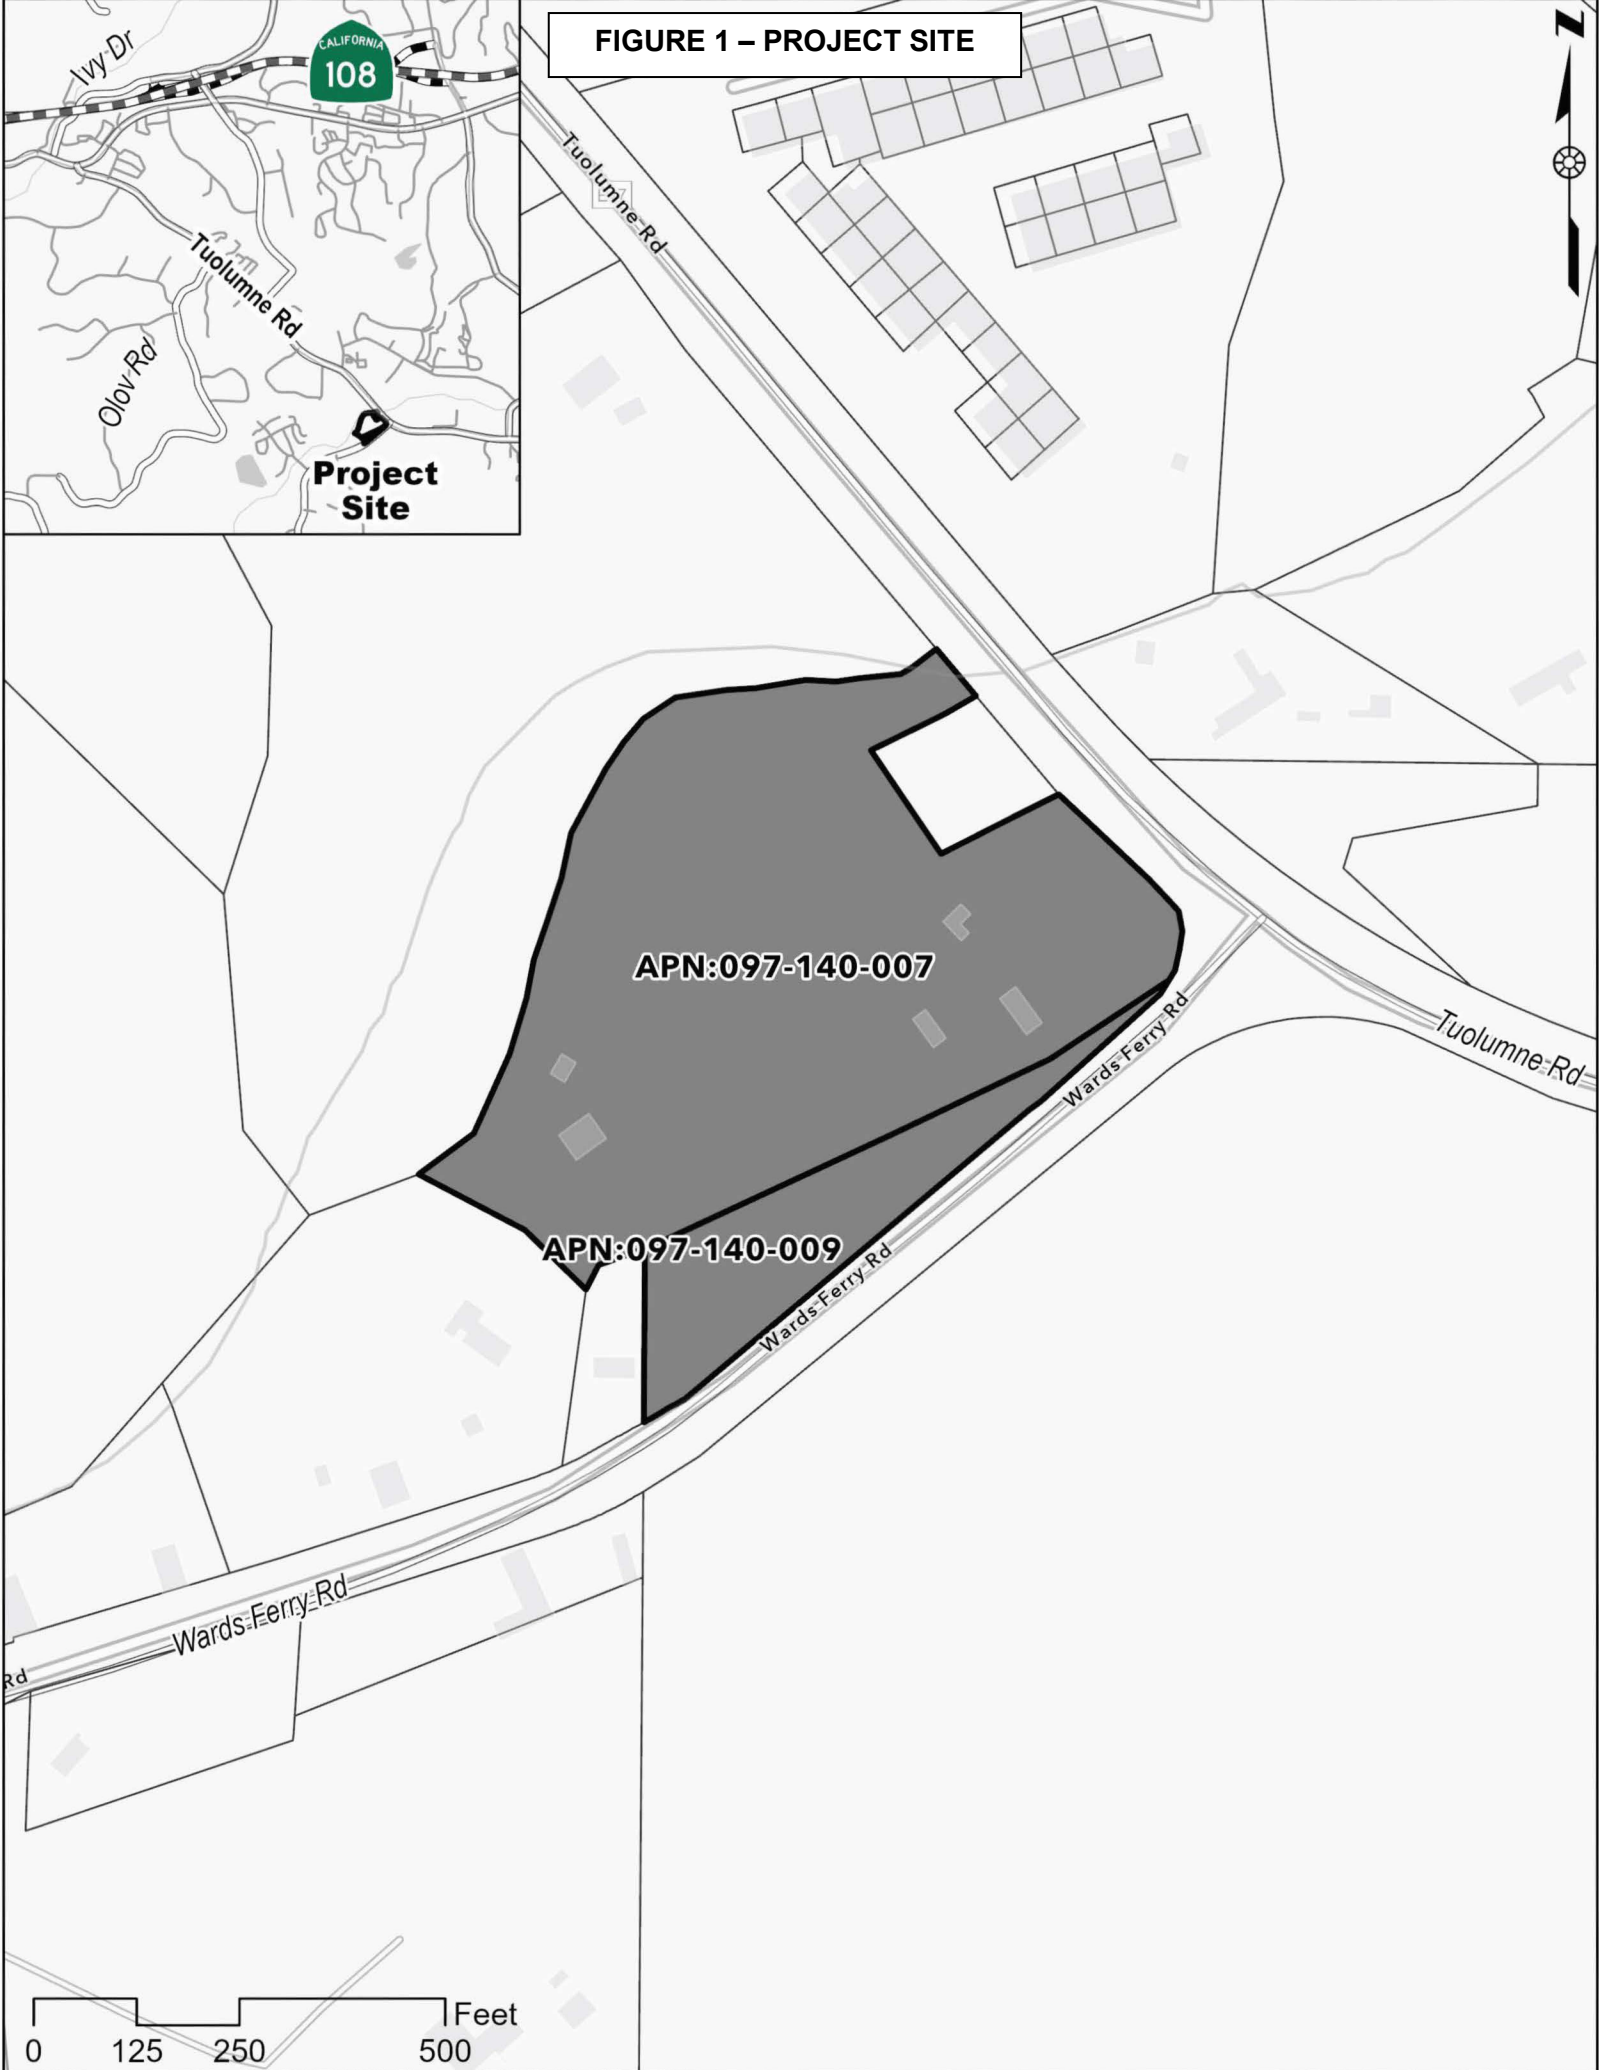 FIGURE 1 – PROJECT SITE
Ivy Dr
CALIFORNIA
108
Tuolumne Rd
Olov Rd
Project
Site
N
Tuolumne Rd
APN:097-140-007
Wards Ferry Rd
Tuolumne Rd
APN:097-140-009
Wards Ferry Rd
Wards Ferry Rd
Rd
Feet
0 125 250 500